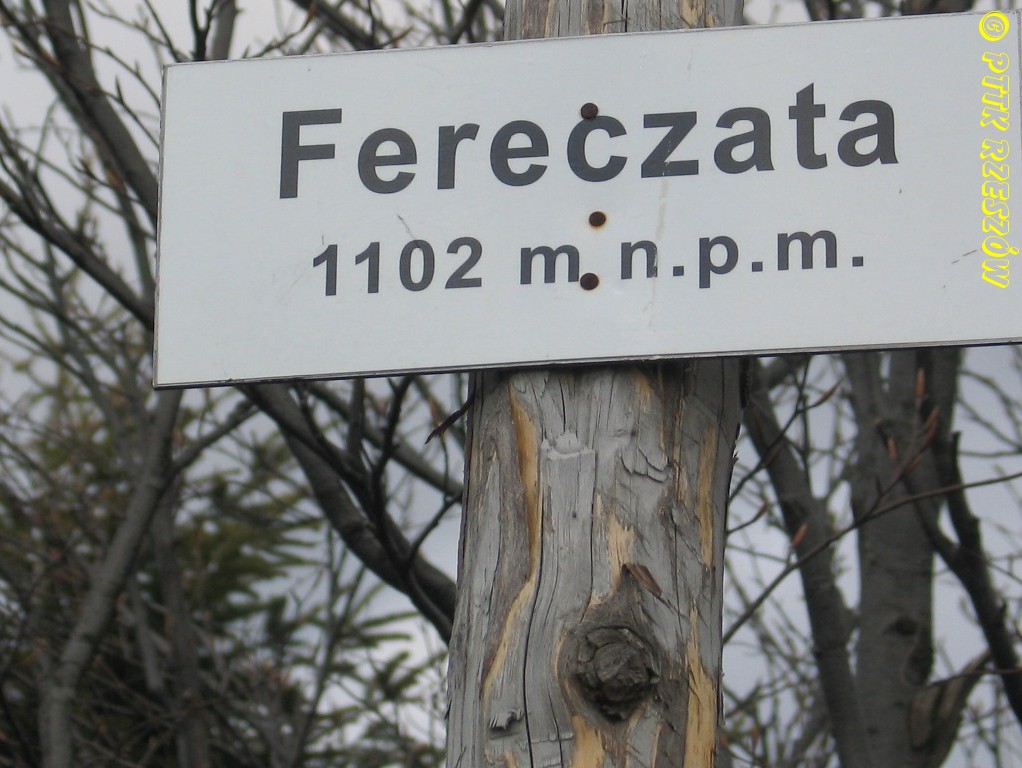 Fereczata
1102 m n.p.m.
© PTTK RZESZÓW